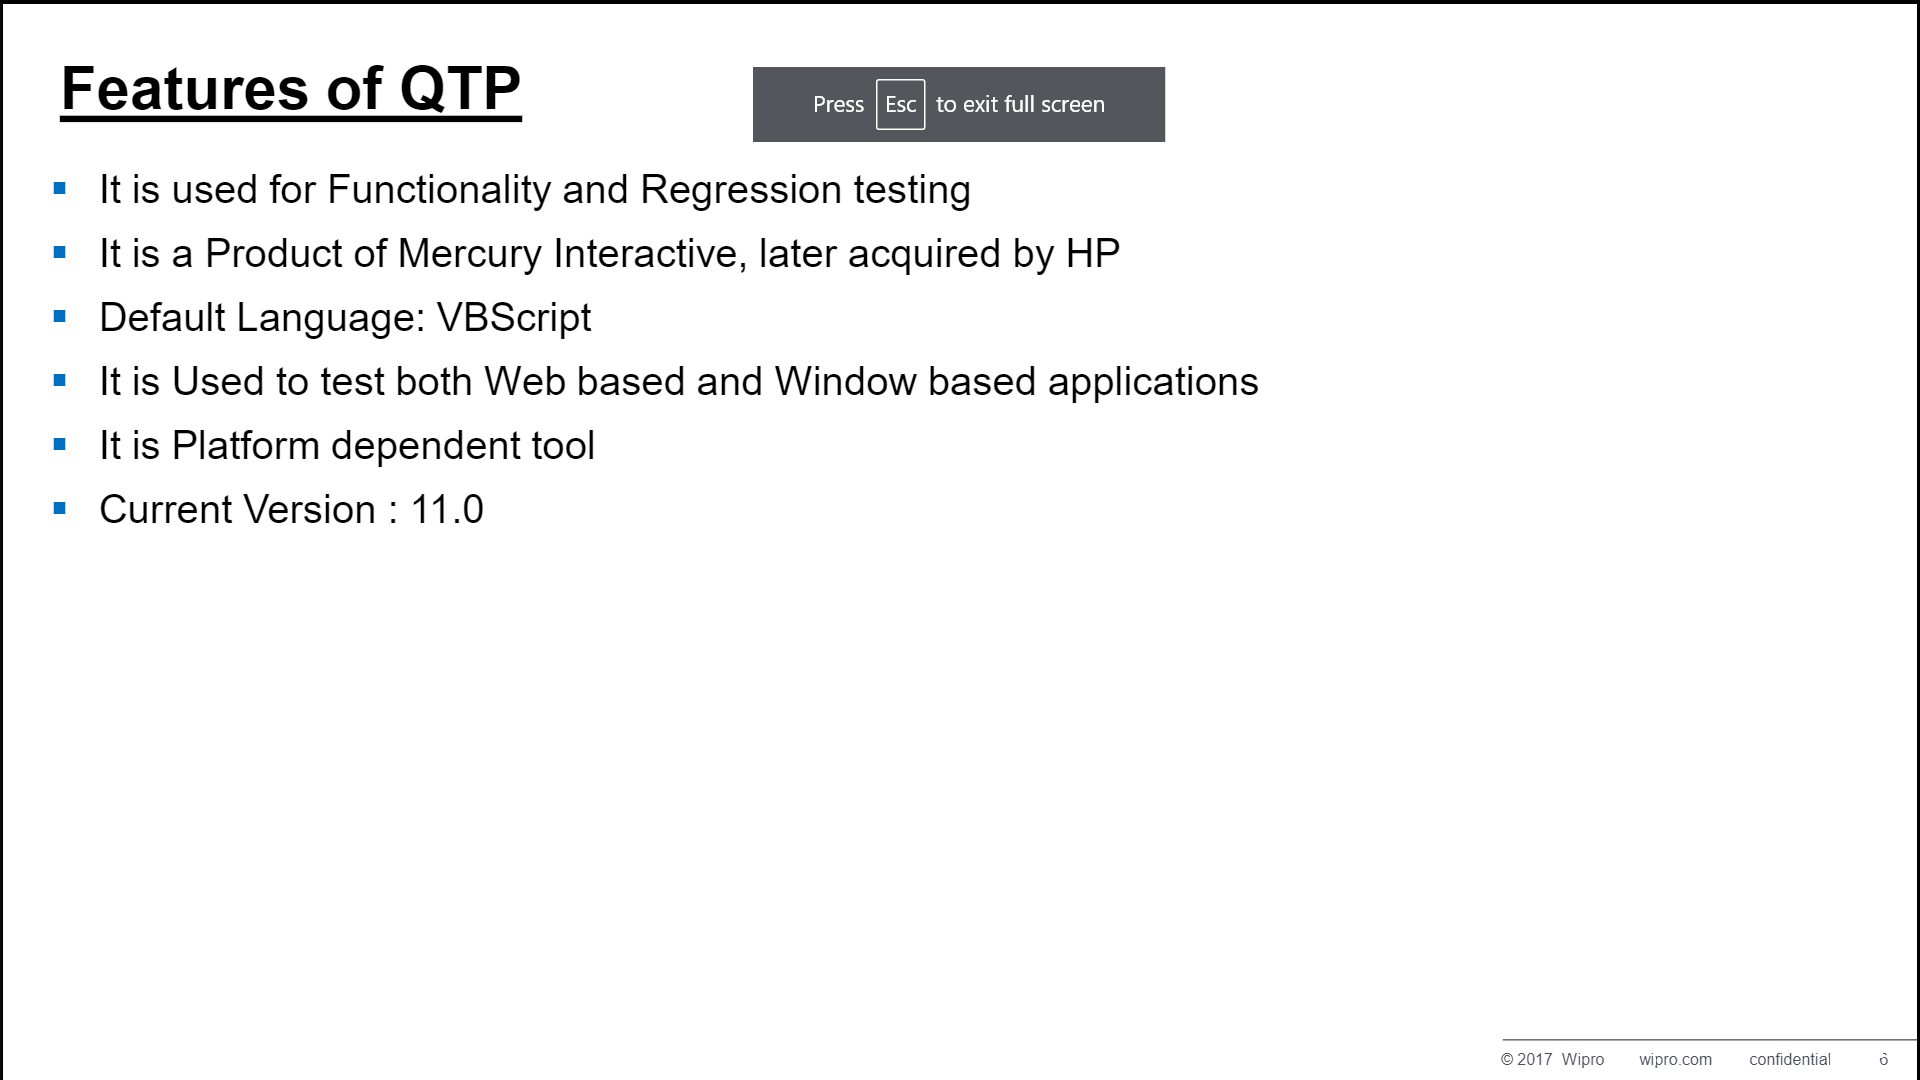 Features of QTP
Press Esc to exit full screen
It is used for Functionality and Regression testing
It is a Product of Mercury Interactive, later acquired by HP
Default Language: VBScript
It is Used to test both Web based and Window based applications
It is Platform dependent tool
Current Version : 11.0
© 2017 Wipro wipro.com confidential 6